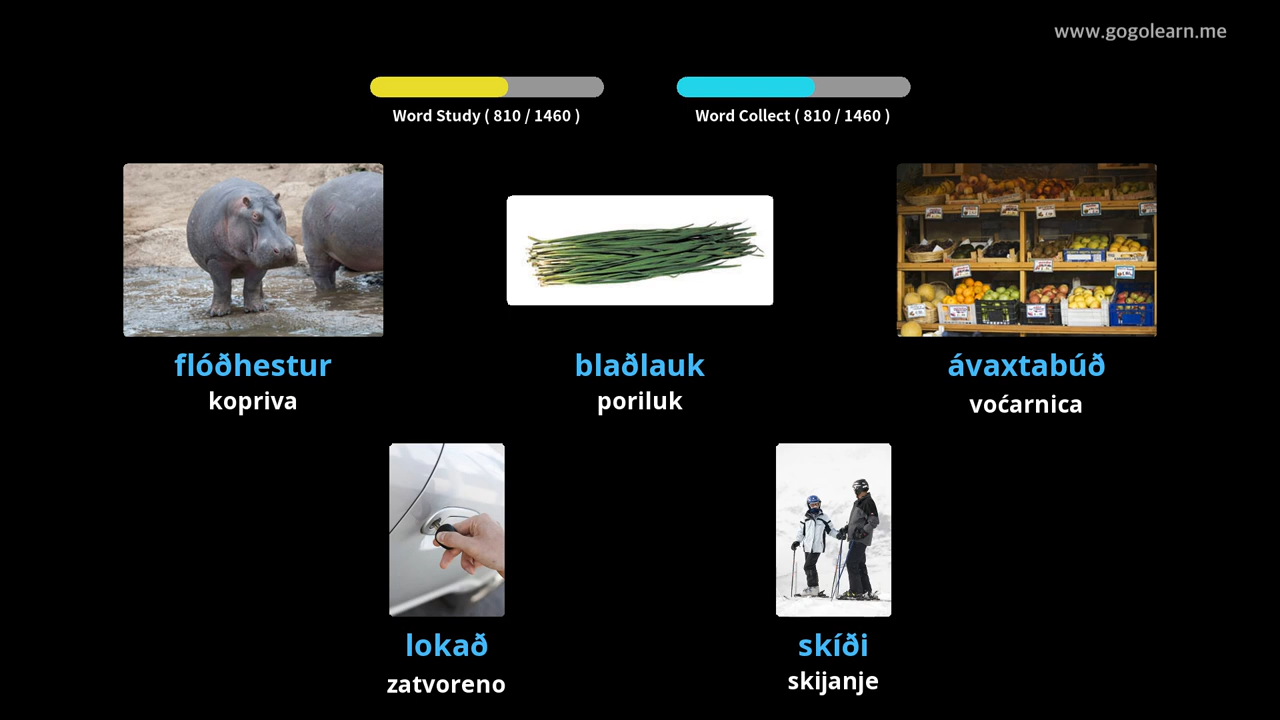 www.gogolearn.me
Word Study ( 810 / 1460 )
Word Collect ( 810 / 1460 )
flóðhestur
kopriva
blaðlauk
poriluk
ávaxtabúð
voćarnica
lokað
zatvoreno
skíði
skijanje